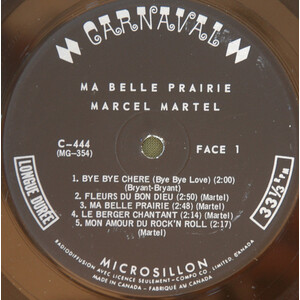 CARNAVAL
MA BELLE PRAIRIE
MARCEL MARTEL
C-444
(MG-354)
FACE 1
LONGUE DURÉE
33 1/3 R.P.M.
1. BYE BYE CHERE (Bye Bye Love) (2:00)
(Bryant-Bryant)
2. FLEURS DU BON DIEU (2:50) (Martel)
3. MA BELLE PRAIRIE (2:48) (Martel)
4. LE BERGER CHANTANT (2:14) (Martel)
5. MON AMOUR DU ROCK'N ROLL (2:17)
(Martel)
MICROSILLON
RADIODIFFUSION AVEC LICENCE SEULEMENT-COMPO CO. LIMITED, CANADA
MADE IN CANADA - FABRIQUÉ AU CANADA